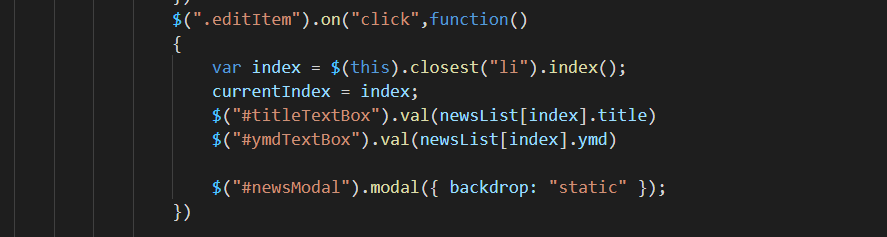 })
$(".editItem").on("click",function()
{
var index = $(this).closest("li").index();
currentIndex = index;
$("#titleTextBox").val(newsList[index].title)
$("#ymdTextBox").val(newsList[index].ymd)
$("#newsModal").modal({ backdrop: "static" });
})